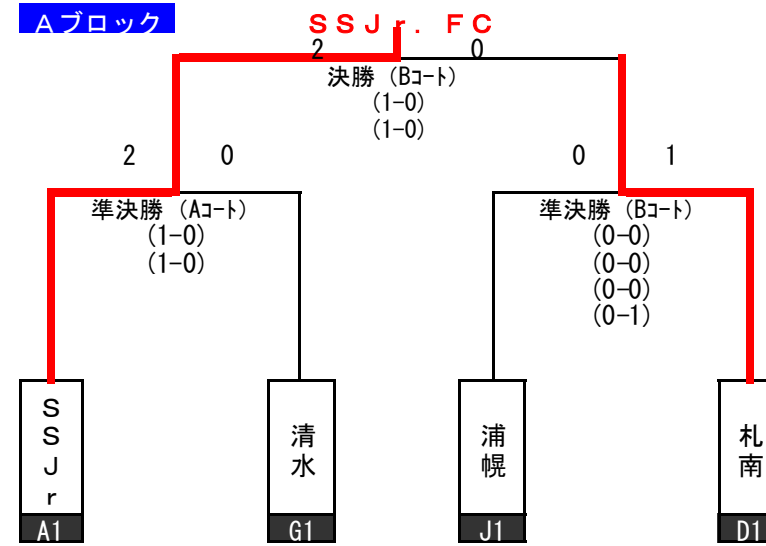 Aブロック
ＳＳＪｒ．ＦＣ
2 0
決勝（Bｺｰﾄ）
(1-0)
(1-0)
2 0 0 1
準決勝（Aｺｰﾄ） 準決勝（Bｺｰﾄ）
(1-0) (0-0)
(1-0) (0-0)
(0-0)
(0-1)
ＳＳＪｒ 清水 浦幌 札南
A1 G1 J1 D1